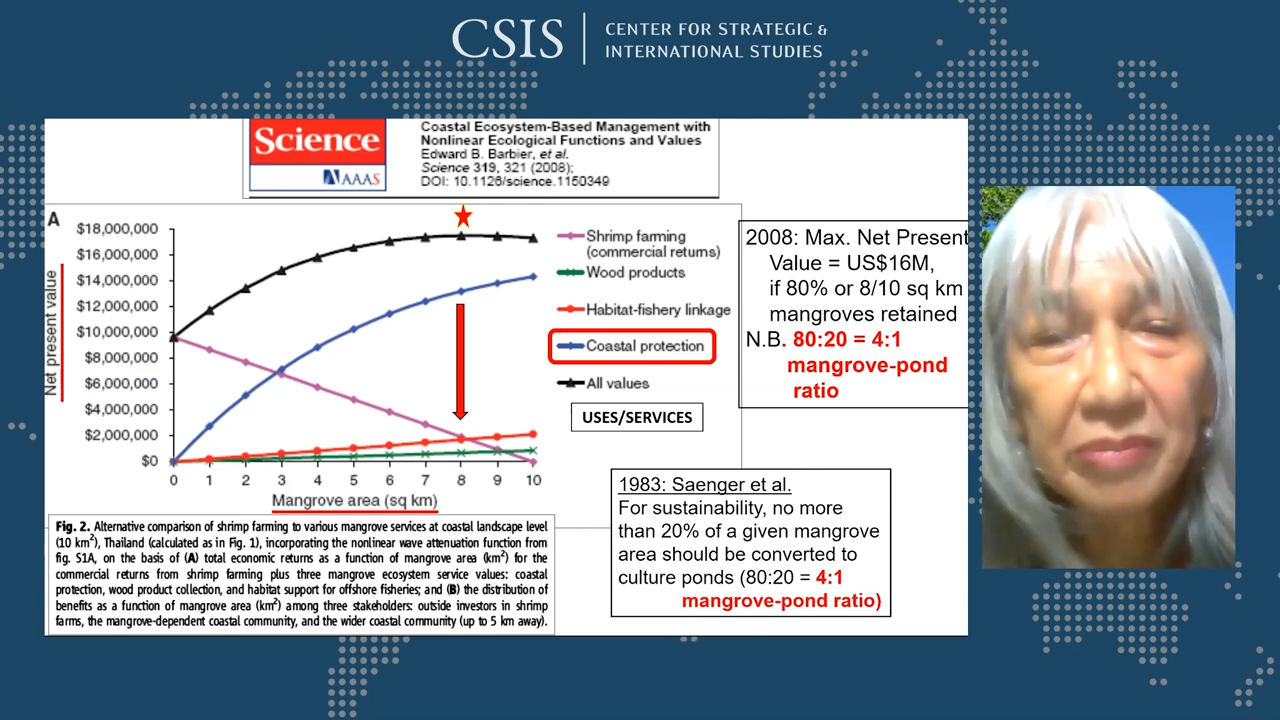 CSIS
CENTER FOR STRATEGIC &
INTERNATIONAL STUDIES
Science
AAAS
Coastal Ecosystem-Based Management with
Nonlinear Ecological Functions and Values
Edward B. Barbier, et al.
Science 319, 321 (2008);
DOI: 10.1126/science.1150349
A
Net present value
$18,000,000
$16,000,000
$14,000,000
$12,000,000
$10,000,000
$8,000,000
$6,000,000
$4,000,000
$2,000,000
$0
0 1 2 3 4 5 6 7 8 9 10
Mangrove area (sq km)
Shrimp farming
(commercial returns)
Wood products
Habitat-fishery linkage
Coastal protection
All values
USES/SERVICES
2008: Max. Net Present
Value = US$16M,
if 80% or 8/10 sq km
mangroves retained
N.B. 80:20 = 4:1
mangrove-pond
ratio
1983: Saenger et al.
For sustainability, no more
than 20% of a given mangrove
area should be converted to
culture ponds (80:20 = 4:1
mangrove-pond ratio)
Fig. 2. Alternative comparison of shrimp farming to various mangrove services at coastal landscape level
(10 km²), Thailand (calculated as in Fig. 1), incorporating the nonlinear wave attenuation function from
fig. S1A, on the basis of (A) total economic returns as a function of mangrove area (km²) for the
commercial returns from shrimp farming plus three mangrove ecosystem service values: coastal
protection, wood product collection, and habitat support for offshore fisheries; and (B) the distribution of
benefits as a function of mangrove area (km²) among three stakeholders: outside investors in shrimp
farms, the mangrove-dependent coastal community, and the wider coastal community (up to 5 km away).